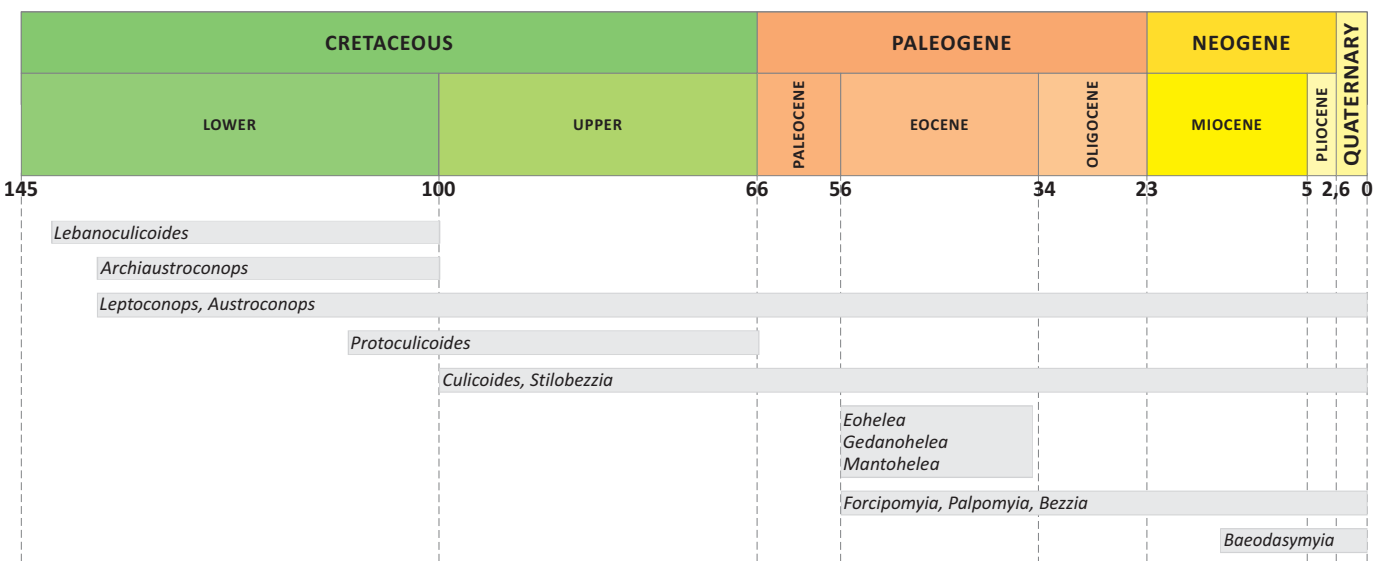 CRETACEOUS
PALEOGENE
NEOGENE
QUATERNARY
LOWER
UPPER
PALEOCENE
EOCENE
OLIGOCENE
MIOCENE
PLIOCENE
145 100 66 56 34 23 5 2,6 0
Lebanoculicoides
Archiaustroconops
Leptoconops, Austroconops
Protoculicoides
Culicoides, Stilobezzia
Eohelea
Gedanohelea
Mantohelea
Forcipomyia, Palpomyia, Bezzia
Baeodasymyia